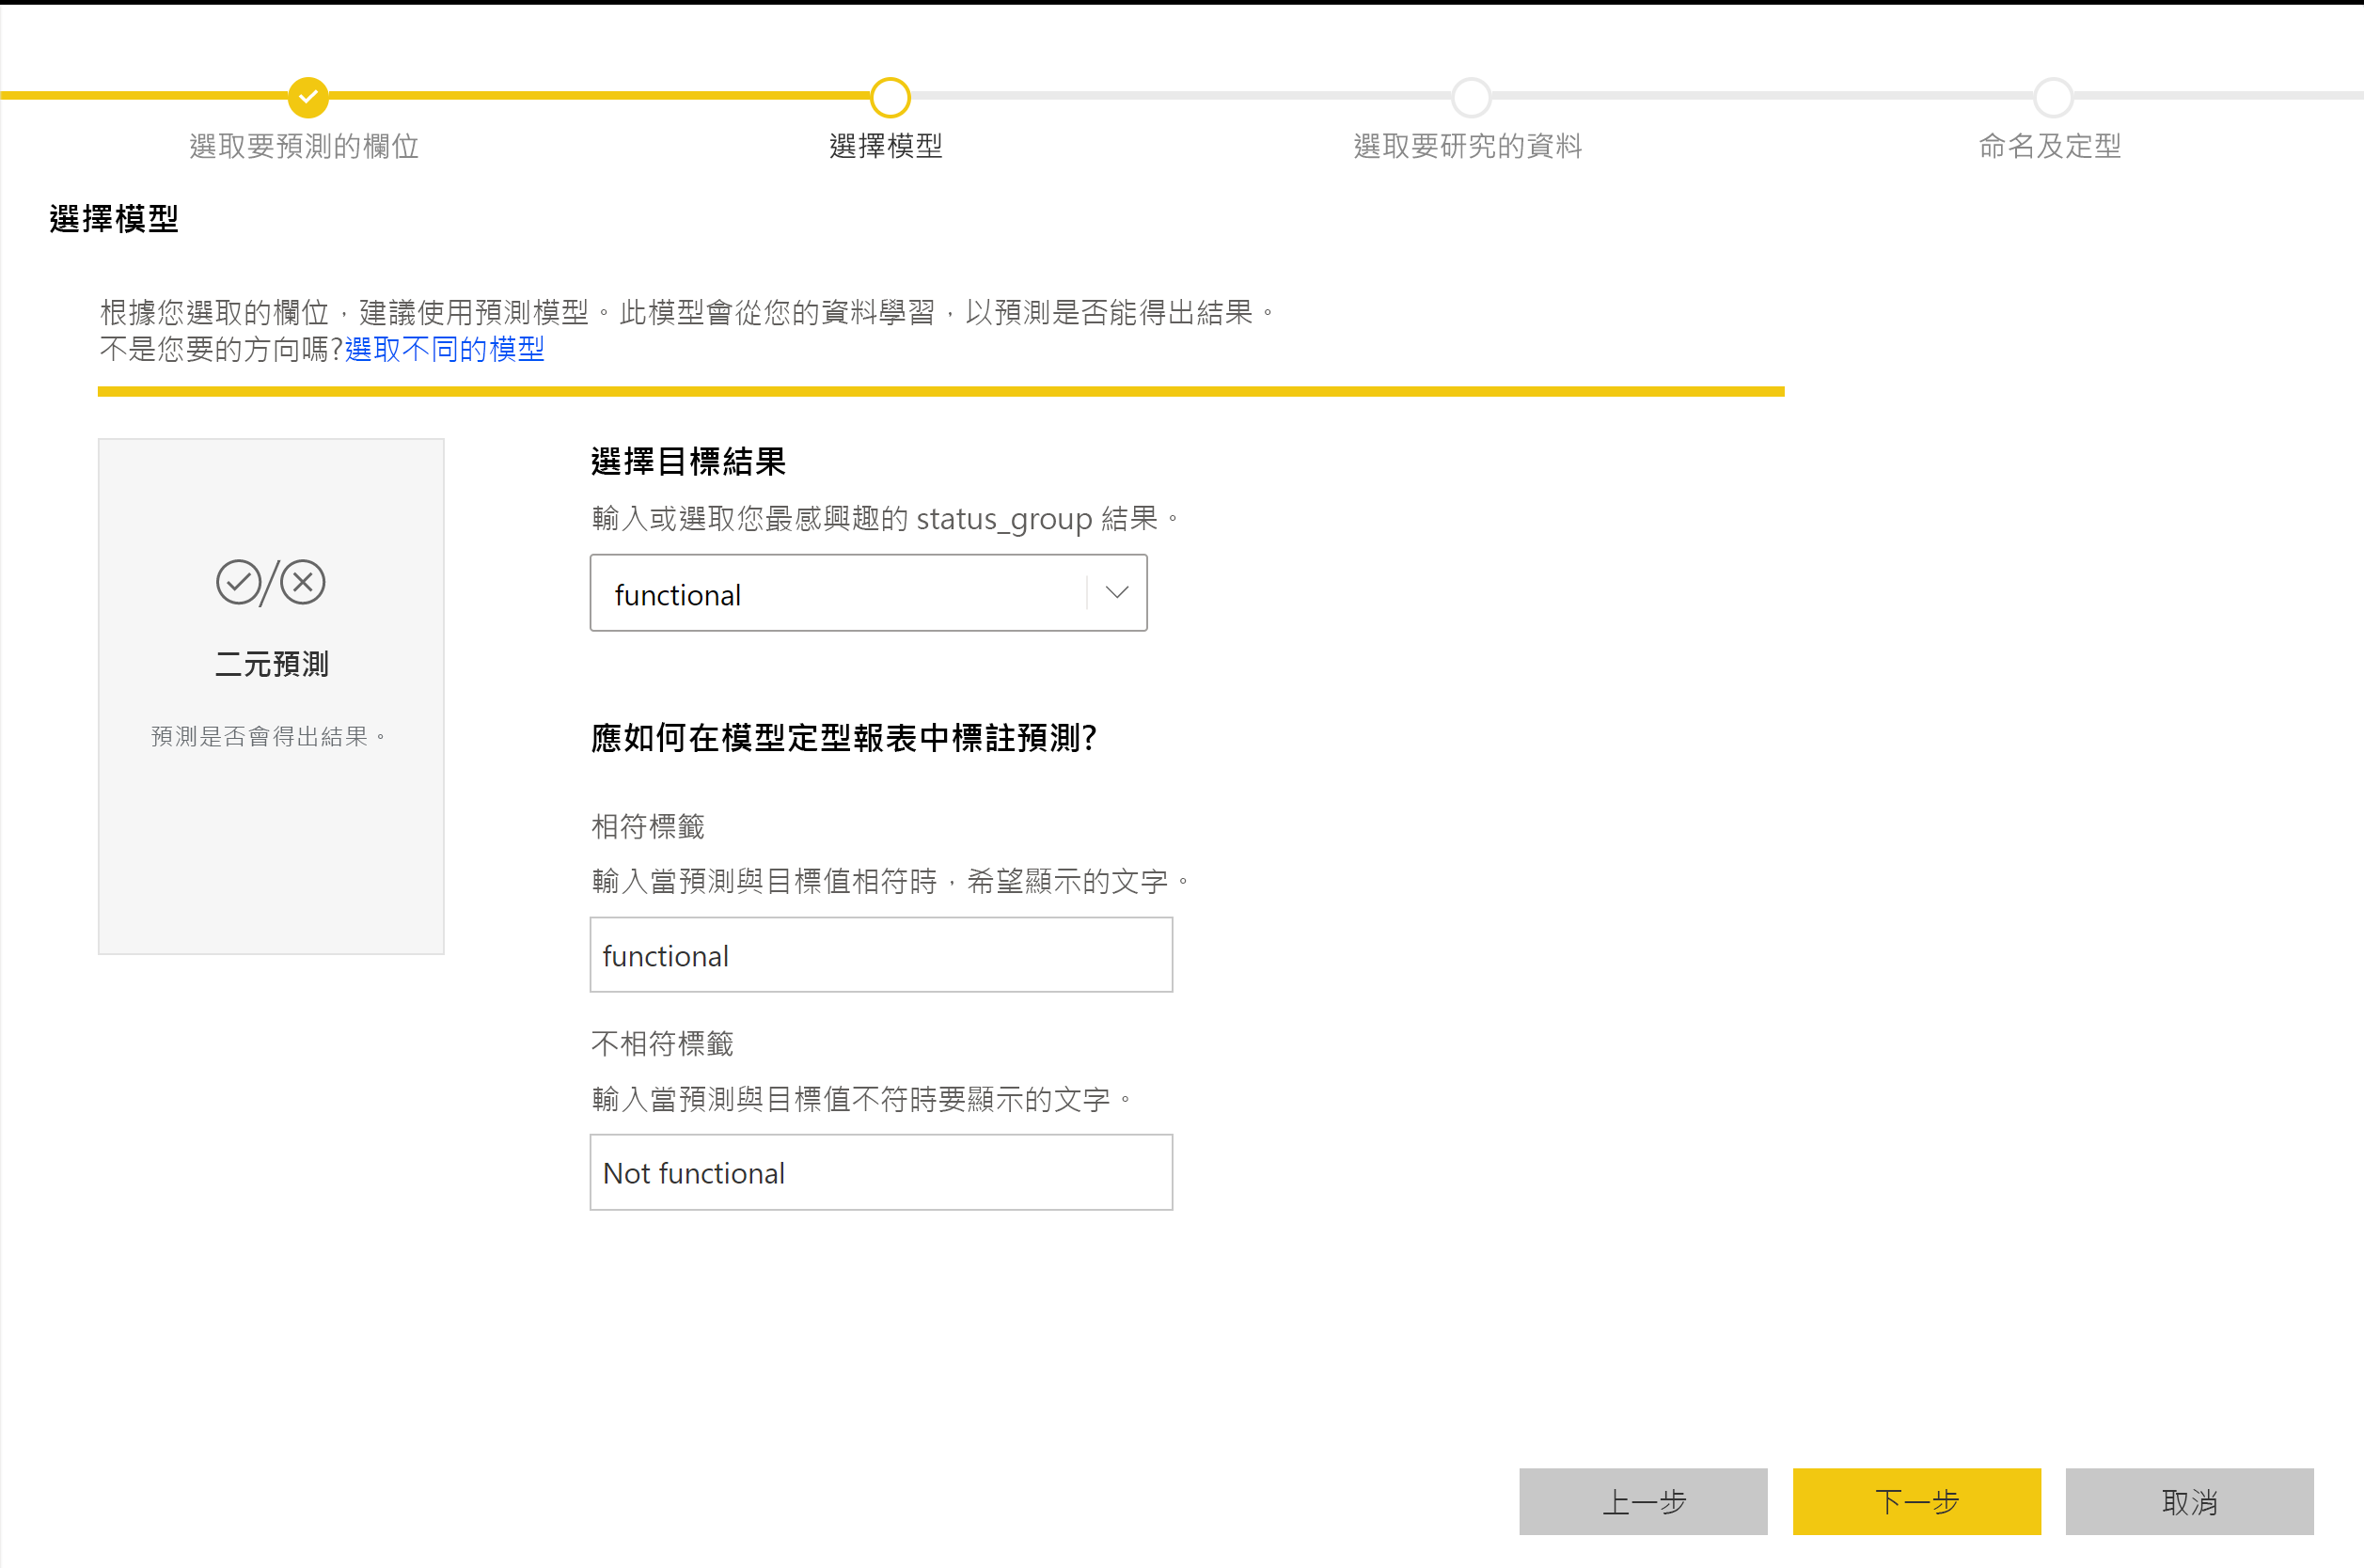 選取要預測的欄位
選擇模型
選取要研究的資料
命名及定型
選擇模型
根據您選取的欄位，建議使用預測模型。此模型會從您的資料學習，以預測是否能得出結果。
不是您要的方向嗎?選取不同的模型
二元預測
預測是否會得出結果。
選擇目標結果
輸入或選取您最感興趣的 status_group 結果。
functional
應如何在模型定型報表中標註預測?
相符標籤
輸入當預測與目標值相符時，希望顯示的文字。
functional
不相符標籤
輸入當預測與目標值不符時要顯示的文字。
Not functional
上一步
下一步
取消